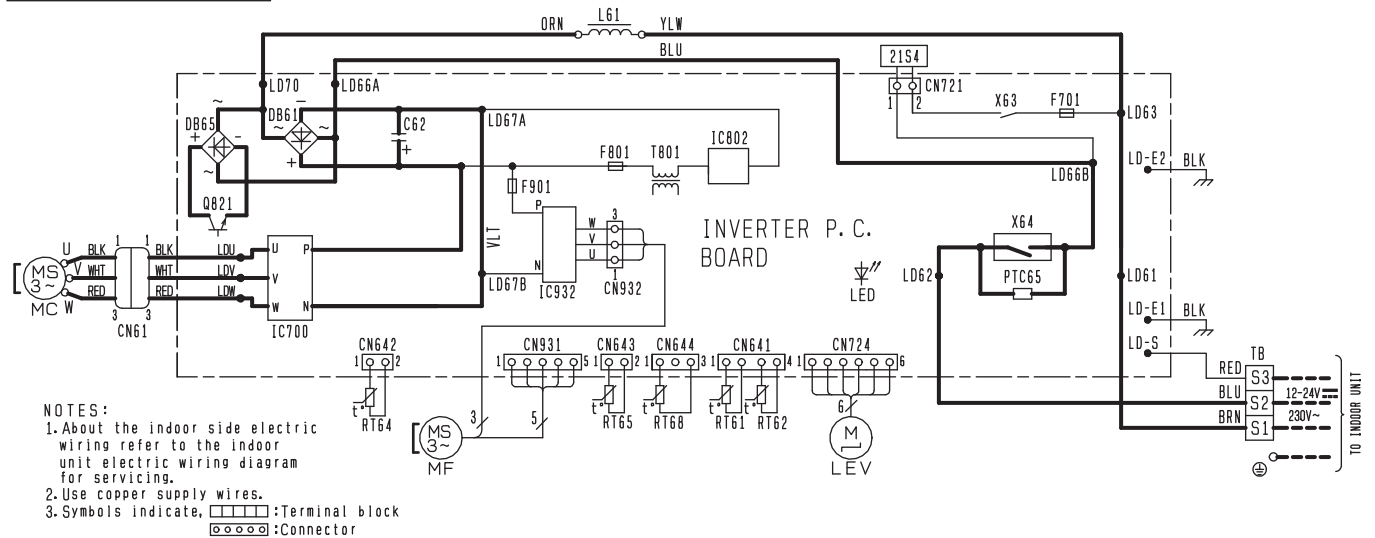 L61
ORN
YLW
BLU
21S4
LD70
LD66A
CN721
1 2
X63
F701
DB65
~
+ -
~
DB61
-
~ ~
+
C62
+
LD67A
LD63
F801
T801
IC802
LD-E2
BLK
LD66B
Q821
F901
P
W
V
U
3
1
N
VLT
INVERTER P.C.
BOARD
X64
PTC65
U
V
W
BLK
WHT
RED
1
3
1
3
BLK
WHT
RED
LDU
LDV
LDW
U
V
W
P
N
MS
3~
MC
CN61
IC700
LD67B
IC932
CN932
LED
LD62
LD61
LD-E1
BLK
LD-S
CN642
1 2
CN931
1 5
CN643
1 2
CN644
1 3
CN641
1 4
CN724
1 6
TB
RED
S3
BLU
S2
BRN
S1
12-24V
230V~
TO INDOOR UNIT
t°
RT64
3
5
MS
3~
MF
t°
RT65
t°
RT68
t°
RT61
t°
RT62
6
M
LEV
NOTES:
1. About the indoor side electric
wiring refer to the indoor
unit electric wiring diagram
for servicing.
2. Use copper supply wires.
3. Symbols indicate, :Terminal block
:Connector